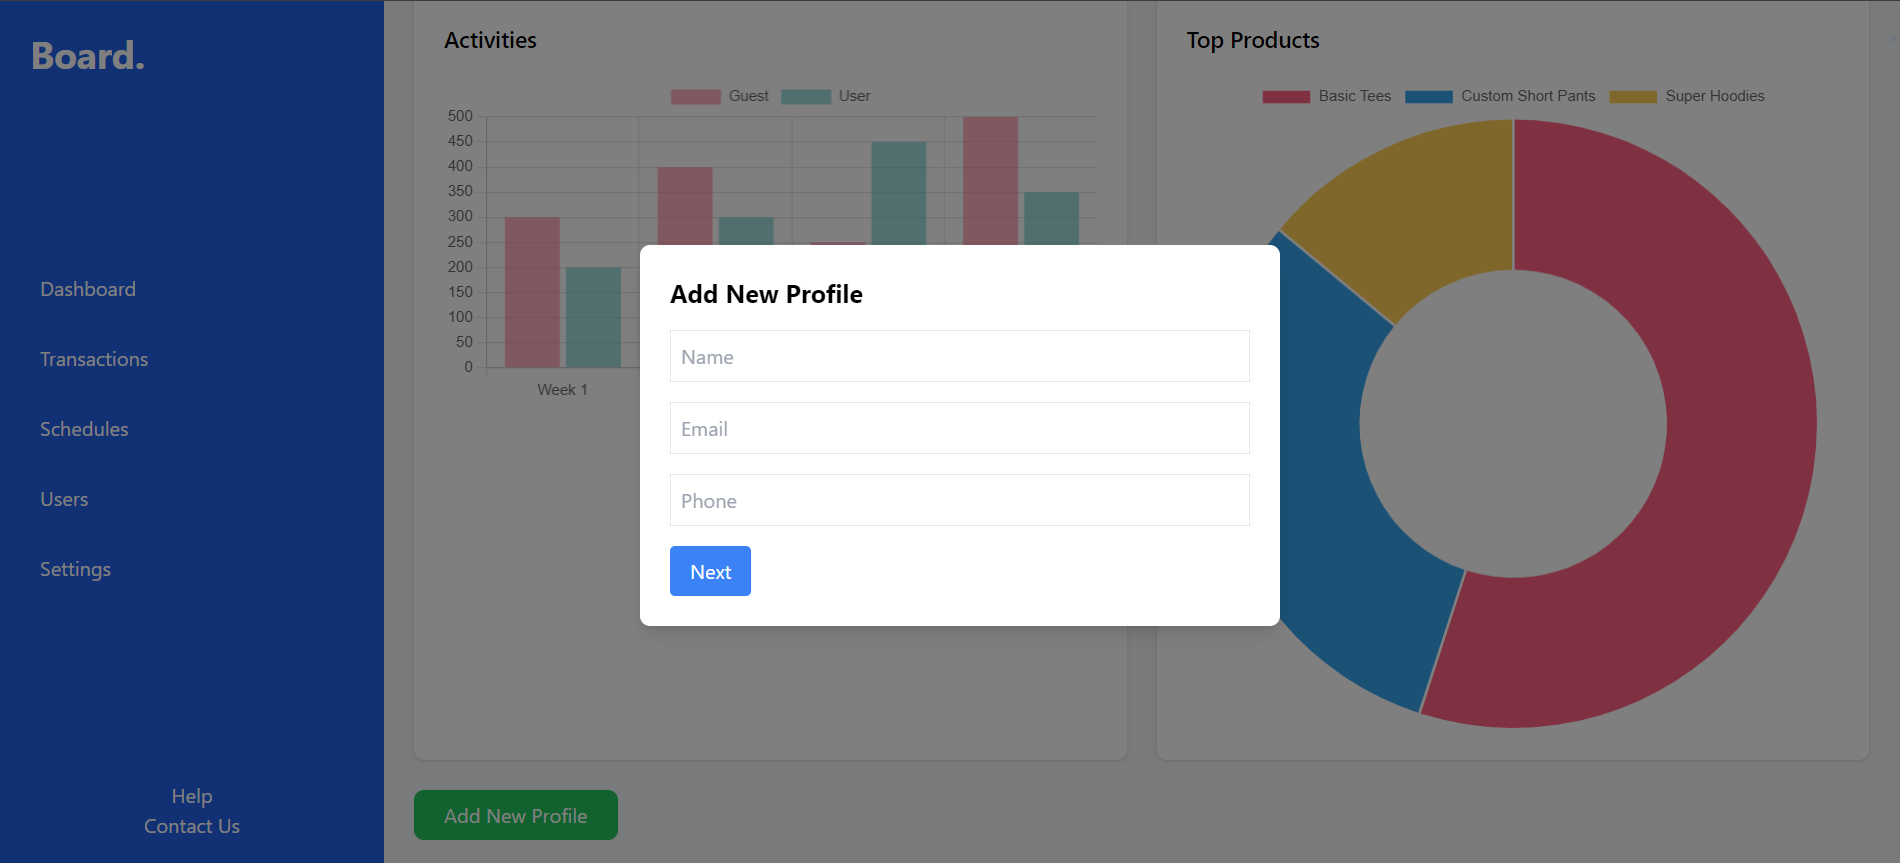 Board.
Dashboard
Transactions
Schedules
Users
Settings
Help
Contact Us
Activities
Guest User
500
450
400
350
300
250
200
150
100
50
0
Week 1
Top Products
Basic Tees Custom Short Pants Super Hoodies
Add New Profile
Name
Email
Phone
Next
Add New Profile